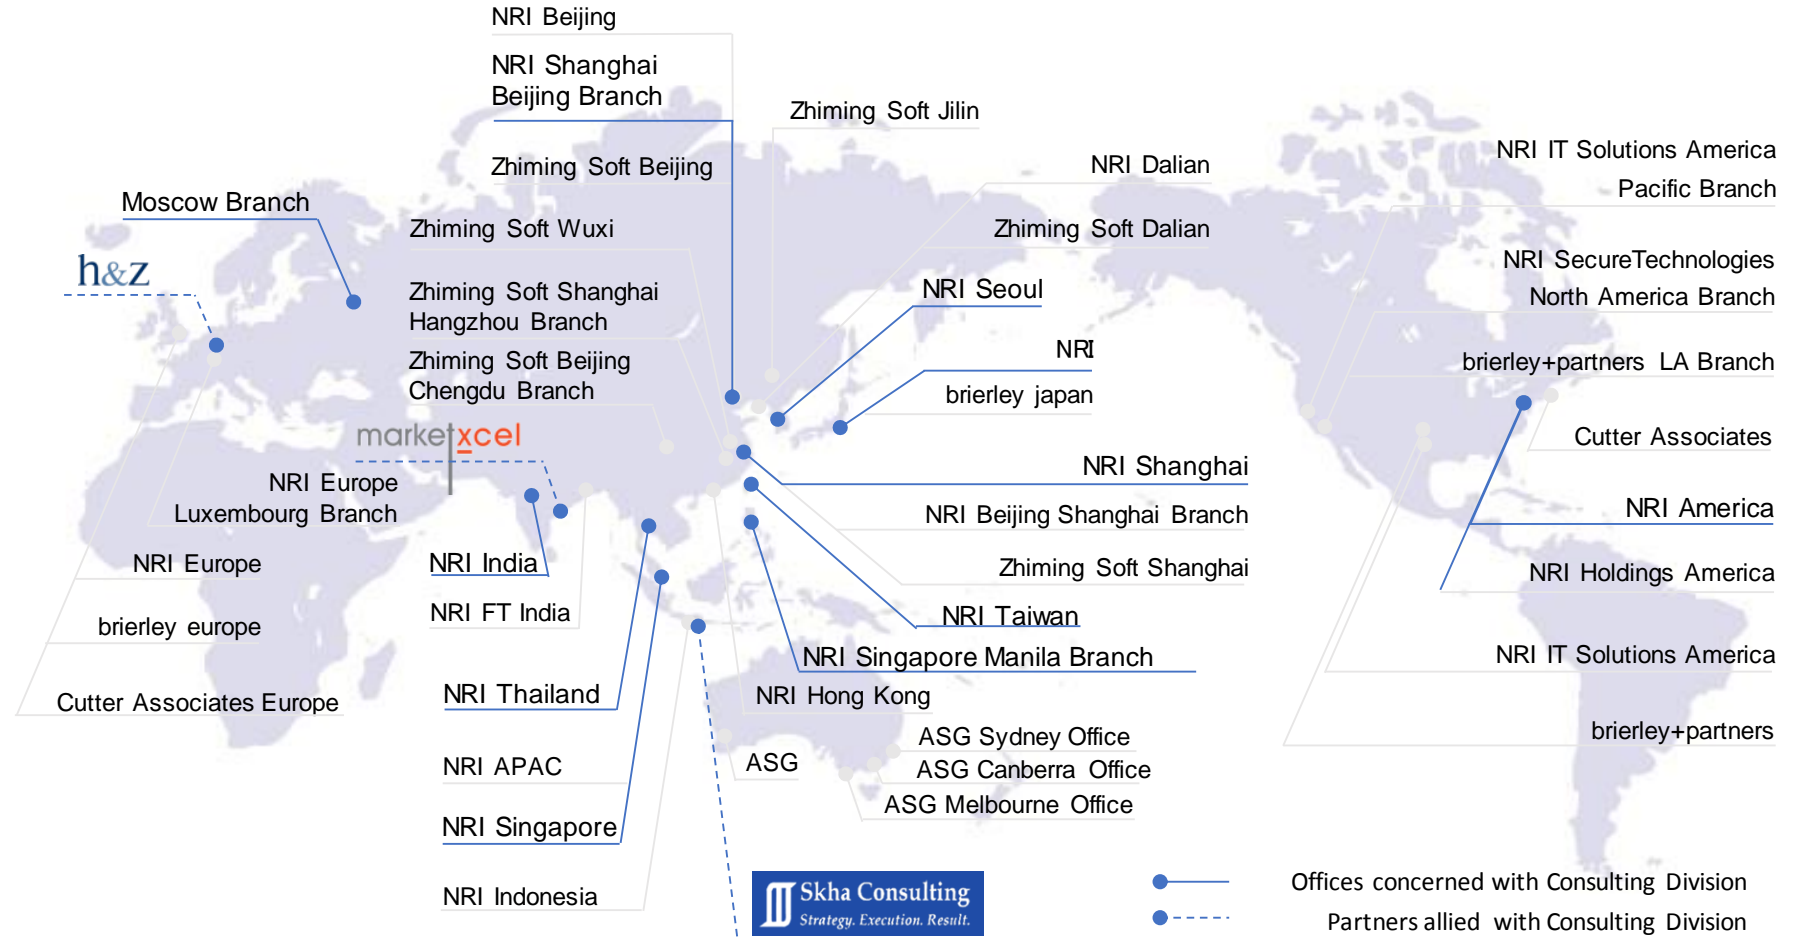 NRI Beijing
NRI Shanghai
Beijing Branch
Zhiming Soft Jilin
Zhiming Soft Beijing
NRI Dalian
NRI IT Solutions America
Pacific Branch
Moscow Branch
Zhiming Soft Wuxi
Zhiming Soft Dalian
h&z
NRI SecureTechnologies
North America Branch
Zhiming Soft Shanghai
Hangzhou Branch
NRI Seoul
NRI
Zhiming Soft Beijing
Chengdu Branch
brierley+partners LA Branch
brierley japan
marketxcel
Cutter Associates
NRI Shanghai
NRI Europe
Luxembourg Branch
NRI America
NRI Beijing Shanghai Branch
NRI Europe
NRI India
Zhiming Soft Shanghai
NRI Holdings America
NRI FT India
NRI Taiwan
brierley europe
NRI Singapore Manila Branch
NRI IT Solutions America
NRI Thailand
NRI Hong Kong
Cutter Associates Europe
brierley+partners
ASG Sydney Office
NRI APAC
ASG
ASG Canberra Office
ASG Melbourne Office
NRI Singapore
NRI Indonesia
Skha Consulting
Strategy. Execution. Result.
Offices concerned with Consulting Division
Partners allied with Consulting Division